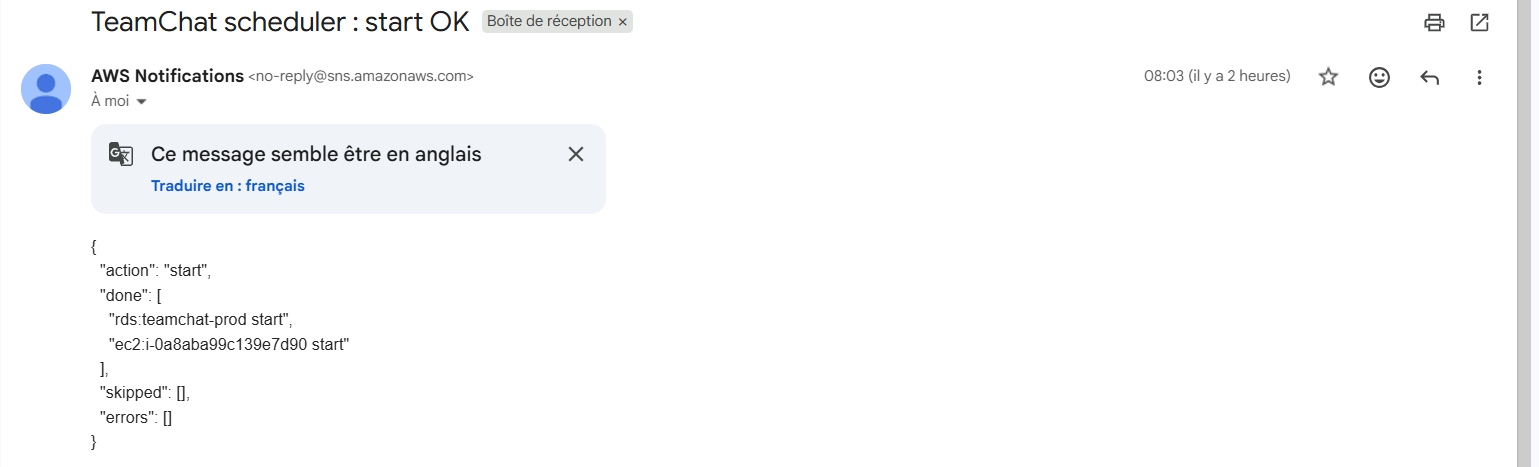 TeamChat scheduler : start OK Boîte de réception ×
AWS Notifications <no-reply@sns.amazonaws.com> 08:03 (il y a 2 heures)
À moi
Ce message semble être en anglais
Traduire en : français
{
"action": "start",
"done": [
"rds:teamchat-prod start",
"ec2:i-0a8aba99c139e7d90 start"
],
"skipped": [],
"errors": []
}